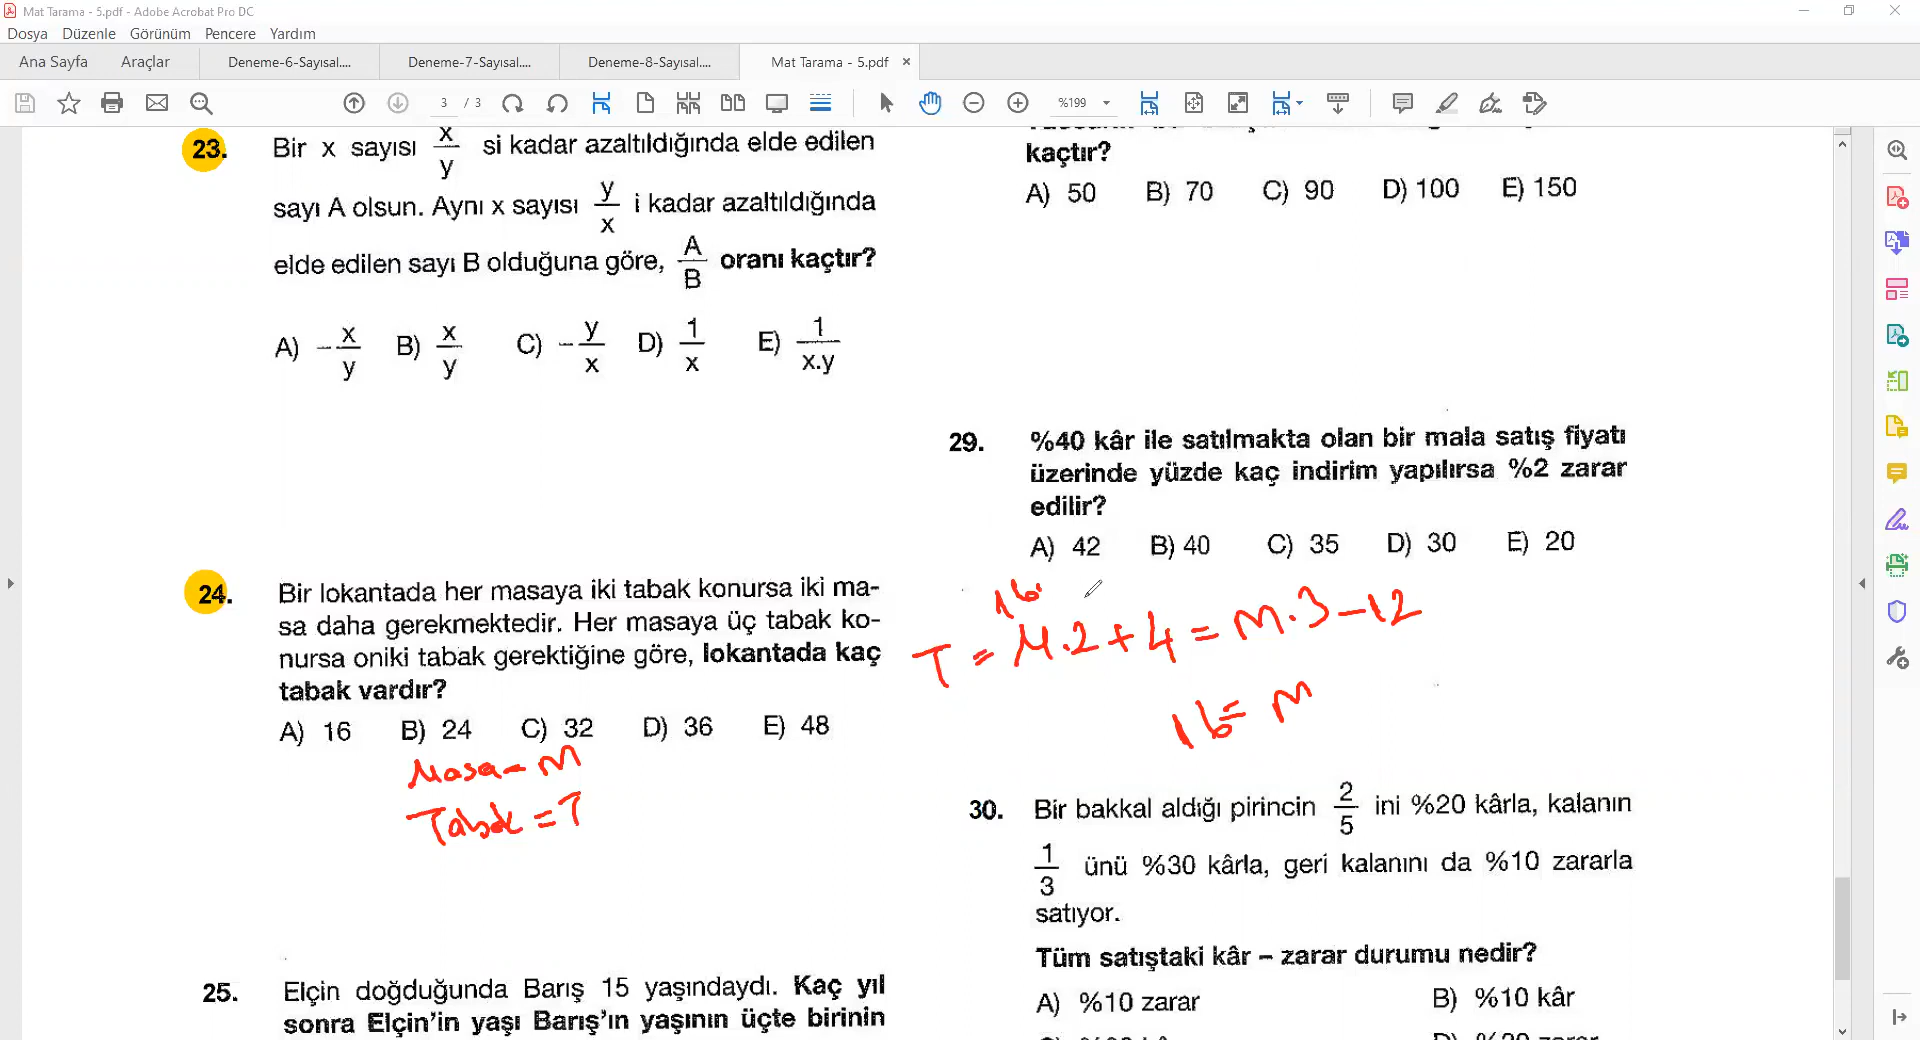 Mat Tarama - 5.pdf - Adobe Acrobat Pro DC
Dosya Düzenle Görünüm Pencere Yardım
Ana Sayfa Araçlar Deneme-6-Sayısal.... Deneme-7-Sayısal.... Deneme-8-Sayısal.... Mat Tarama - 5.pdf ×
3 / 3 %199
23. Bir x sayısı x/y si kadar azaltıldığında elde edilen
sayı A olsun. Aynı x sayısı y/x i kadar azaltıldığında
elde edilen sayı B olduğuna göre, A/B oranı kaçtır?
A) -x/y B) x/y C) -y/x D) 1/x E) 1/x.y
24. Bir lokantada her masaya iki tabak konursa iki ma-
sa daha gerekmektedir. Her masaya üç tabak ko-
nursa oniki tabak gerektiğine göre, lokantada kaç
tabak vardır?
A) 16 B) 24 C) 32 D) 36 E) 48
Masa - M
Tabak = T
25. Elçin doğduğunda Barış 15 yaşındaydı. Kaç yıl
sonra Elçin'in yaşı Barış'ın yaşının üçte birinin
kaçtır?
A) 50 B) 70 C) 90 D) 100 E) 150
29. %40 kâr ile satılmakta olan bir mala satış fiyatı
üzerinde yüzde kaç indirim yapılırsa %2 zarar
edilir?
A) 42 B) 40 C) 35 D) 30 E) 20
16
T = M.2+4 = M.3-12
16 = M
30. Bir bakkal aldığı pirincin 2/5 ini %20 kârla, kalanın
1/3 ünü %30 kârla, geri kalanını da %10 zararla
satıyor.
Tüm satıştaki kâr – zarar durumu nedir?
A) %10 zarar B) %10 kâr